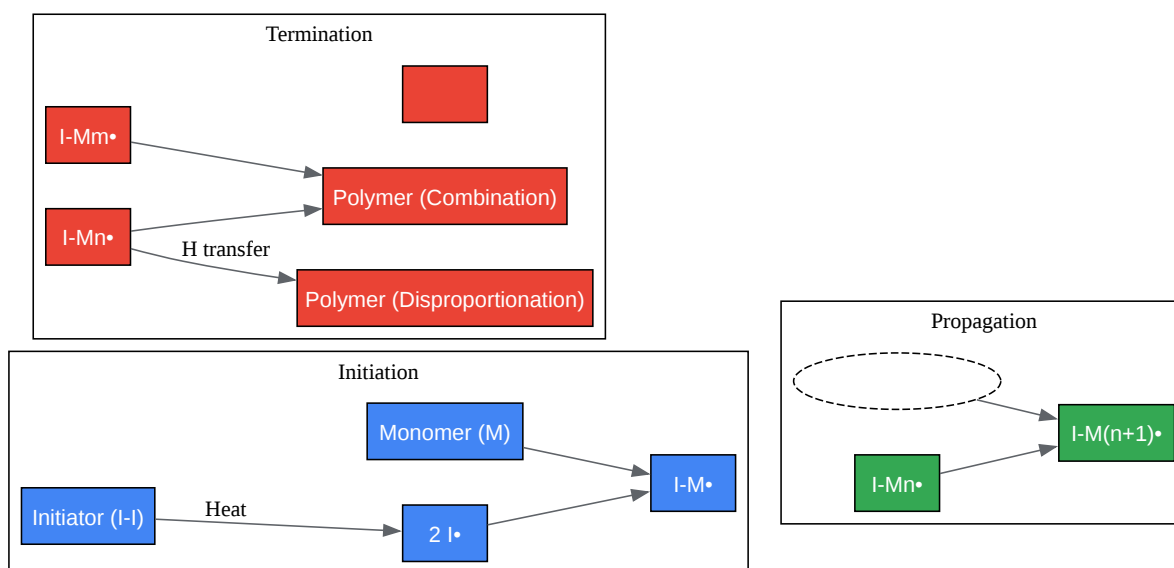 Termination
I-Mm•
Polymer (Combination)
I-Mn•
H transfer
Polymer (Disproportionation)
Initiation
Monomer (M)
I-M•
Initiator (I-I)
Heat
2 I•
Propagation
I-M(n+1)•
I-Mn•